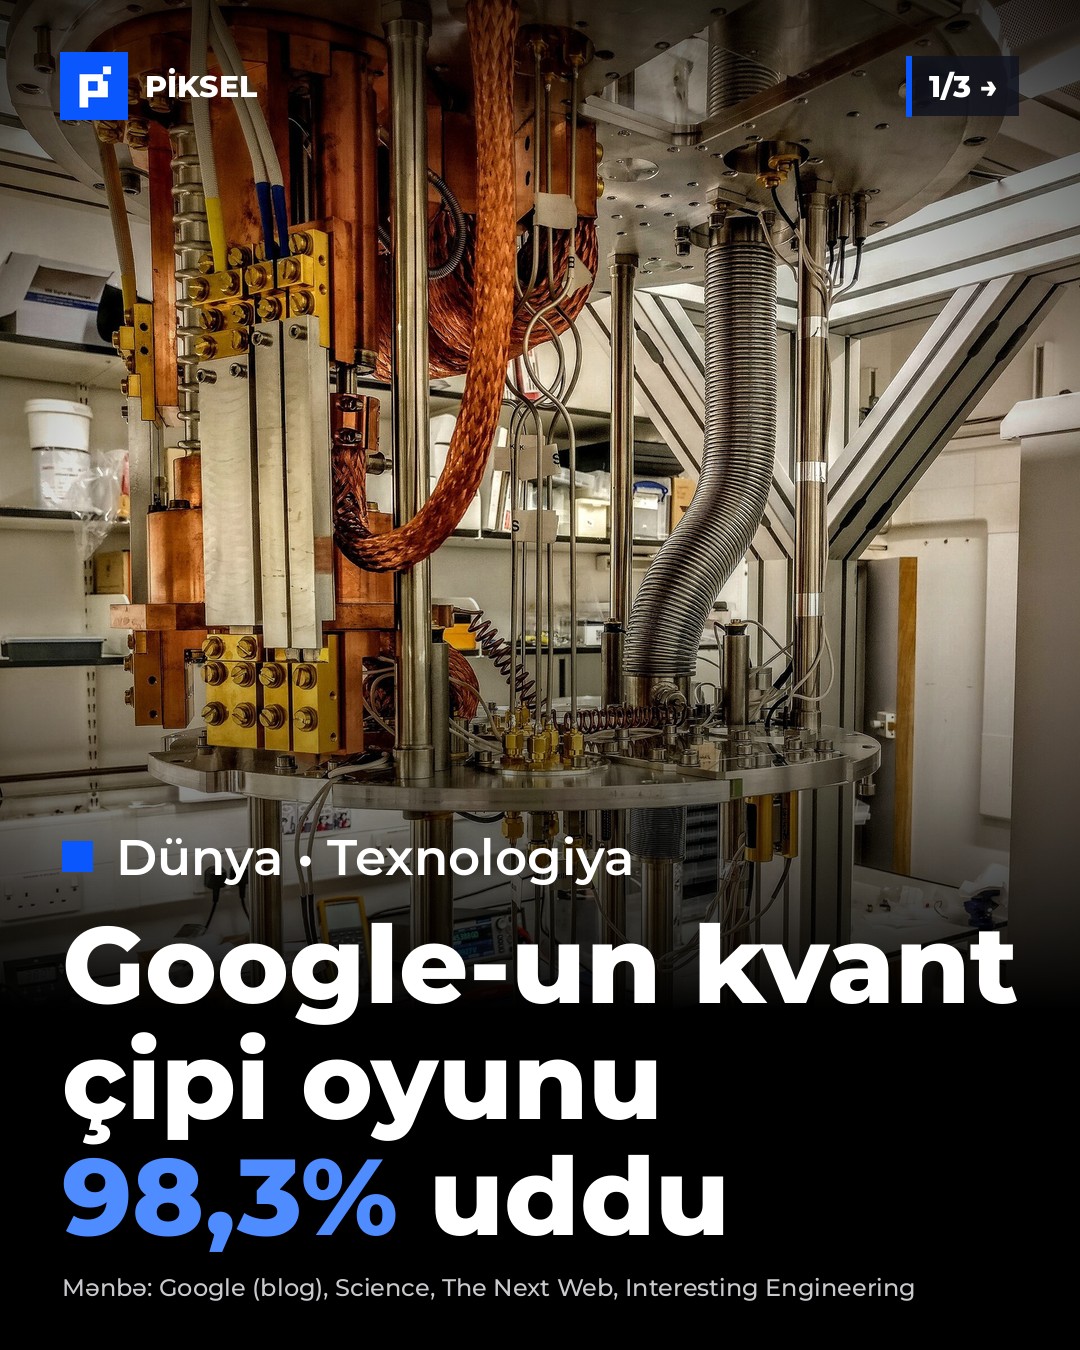 PİKSEL
1/3 →
Dünya • Texnologiya
Google-un kvant
çipi oyunu
98,3% uddu
Mənbə: Google (blog), Science, The Next Web, Interesting Engineering